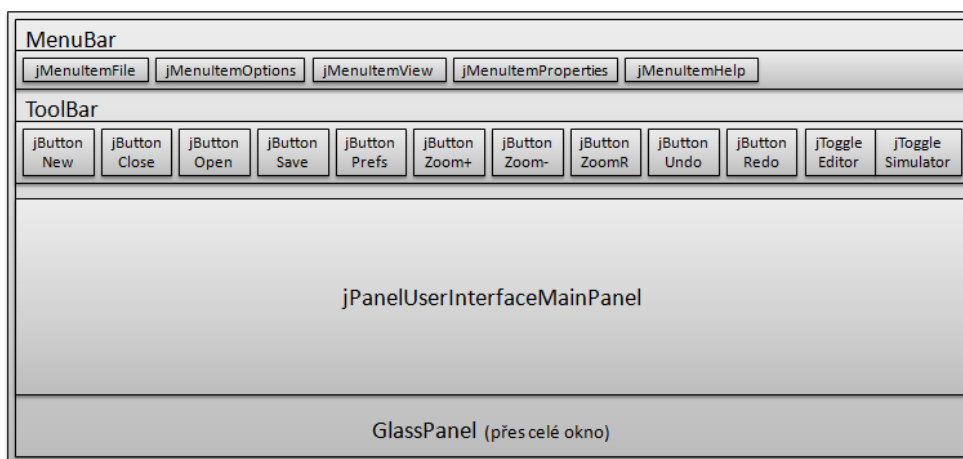 MenuBar
jMenuItemFile jMenuItemOptions jMenuItemView jMenuItemProperties jMenuItemHelp
ToolBar
jButton jButton jButton jButton jButton jButton jButton jButton jButton jButton jToggle jToggle
New Close Open Save Prefs Zoom+ Zoom- ZoomR Undo Redo Editor Simulator
jPanelUserInterfaceMainPanel
GlassPanel (přes celé okno)